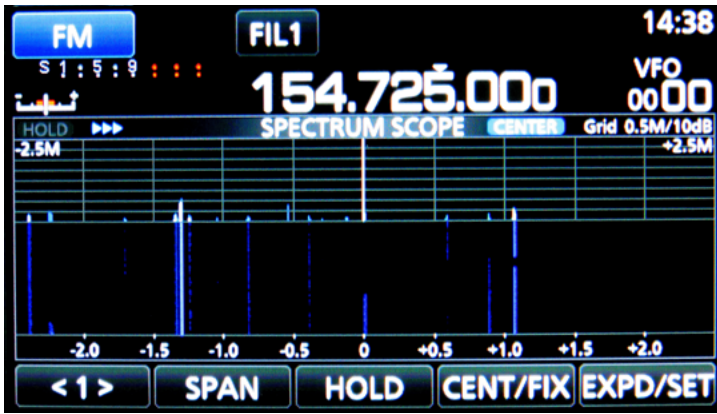 FM FIL1 14:38
S 1:5:9:::
154.725.000 VFO
0000
HOLD SPECTRUM SCOPE CENTER Grid 0.5M/10dB
-2.5M +2.5M
-2.0 -1.5 -1.0 -0.5 0 +0.5 +1.0 +1.5 +2.0
<1> SPAN HOLD CENT/FIX EXPD/SET